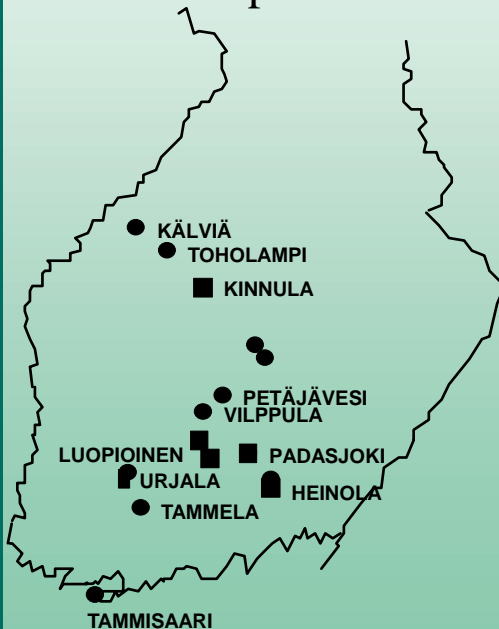 KÄLVIÄ
TOHOLAMPI
KINNULA
PETÄJÄVESI
VILPPULA
LUOPIOINEN
PADASJOKI
URJALA
HEINOLA
TAMMELA
TAMMISAARI